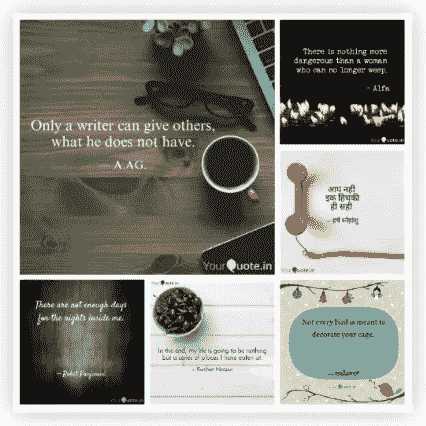 Only a writer can give others,
what he does not have.
— A.AG.
YourQuote.in
There is nothing more
dangerous than a woman
who can no longer weep.
- Alfa
YourQuote.in
आप नहीं
इक हिचकी
ही सही
YourQuote.in
There are not enough days
for the nights inside me.
YourQuote.in
In the end, my life is going to be nothing
but a series of places I have eaten at.
YourQuote.in
Not every bird is meant to
decorate your cage.
YourQuote.in